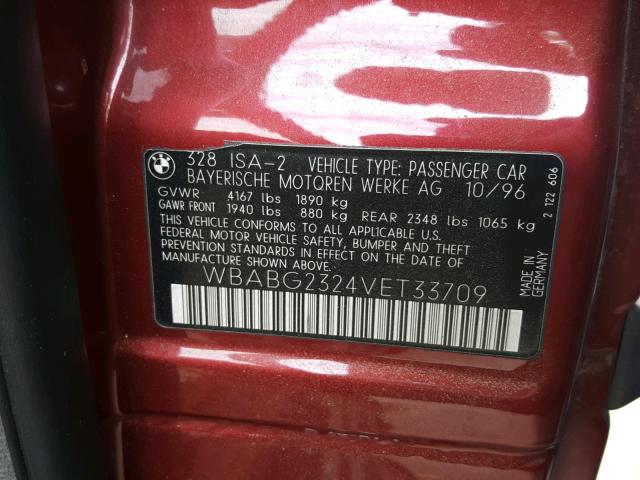 BMW
328 ISA-2 VEHICLE TYPE: PASSENGER CAR
BAYERISCHE MOTOREN WERKE AG 10/96
GVWR 4167 lbs 1890 kg
GAWR FRONT 1940 lbs 880 kg REAR 2348 lbs 1065 kg
THIS VEHICLE CONFORMS TO ALL APPLICABLE U.S.
FEDERAL MOTOR VEHICLE SAFETY, BUMPER AND THEFT
PREVENTION STANDARDS IN EFFECT ON THE DATE OF
MANUFACTURE SHOWN ABOVE.
WBABG2324VET33709
MADE IN
GERMANY
2 122 606